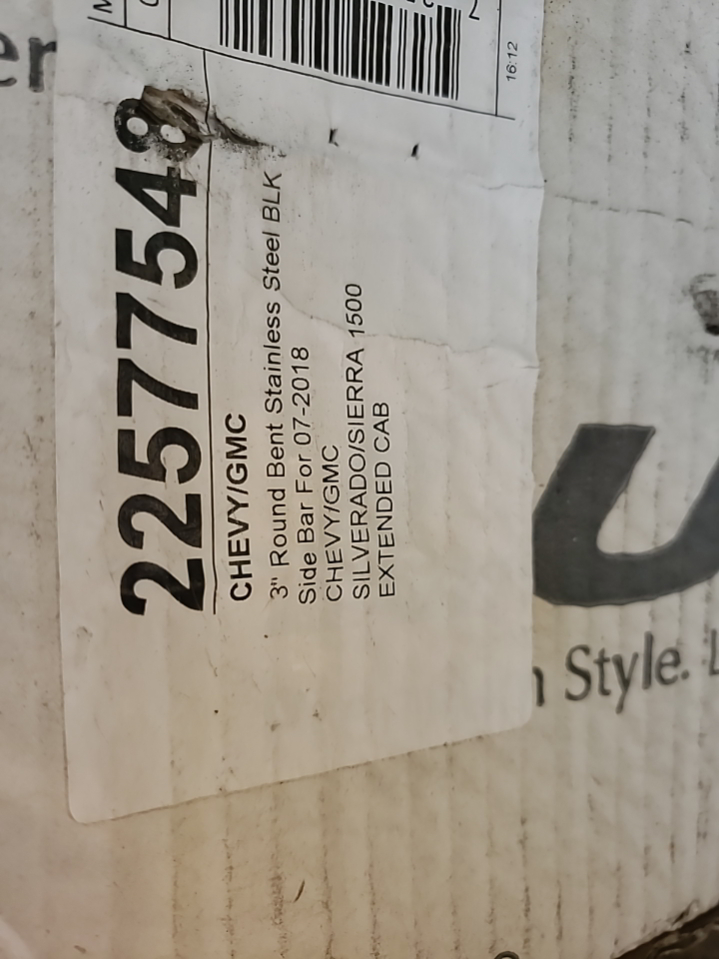 16:12
22577548
CHEVY/GMC
3" Round Bent Stainless Steel BLK
Side Bar For 07-2018
CHEVY/GMC
SILVERADO/SIERRA 1500
EXTENDED CAB
Style.